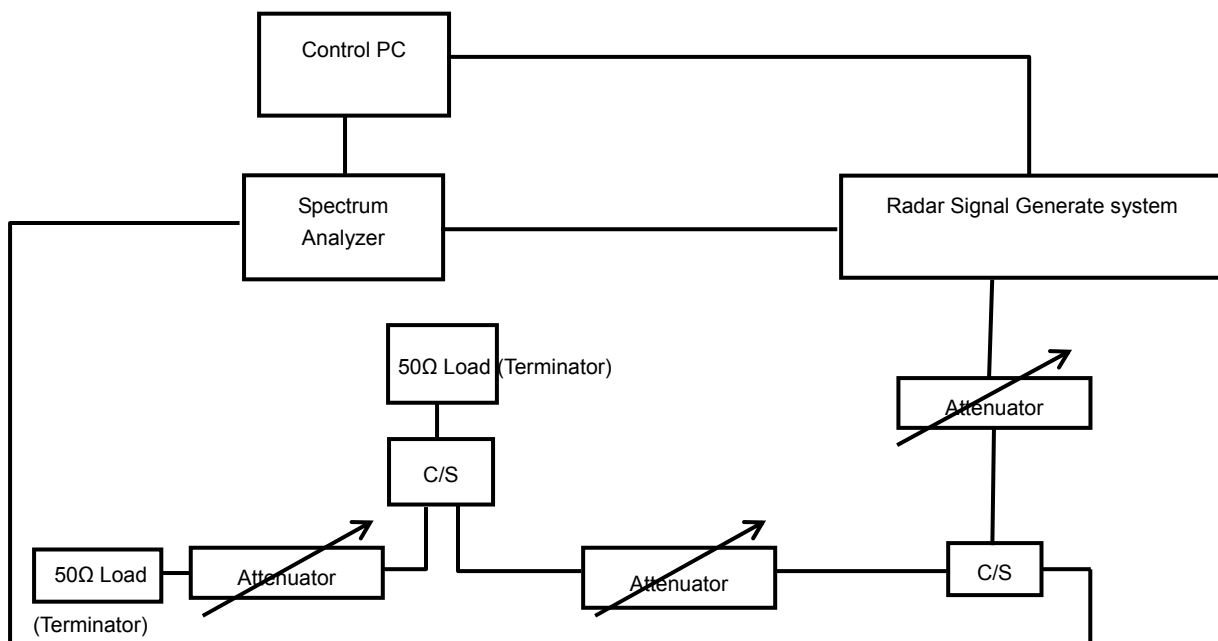 Control PC
Spectrum
Analyzer
Radar Signal Generate system
50Ω Load (Terminator)
Attenuator
C/S
50Ω Load
(Terminator)
Attenuator
Attenuator
C/S